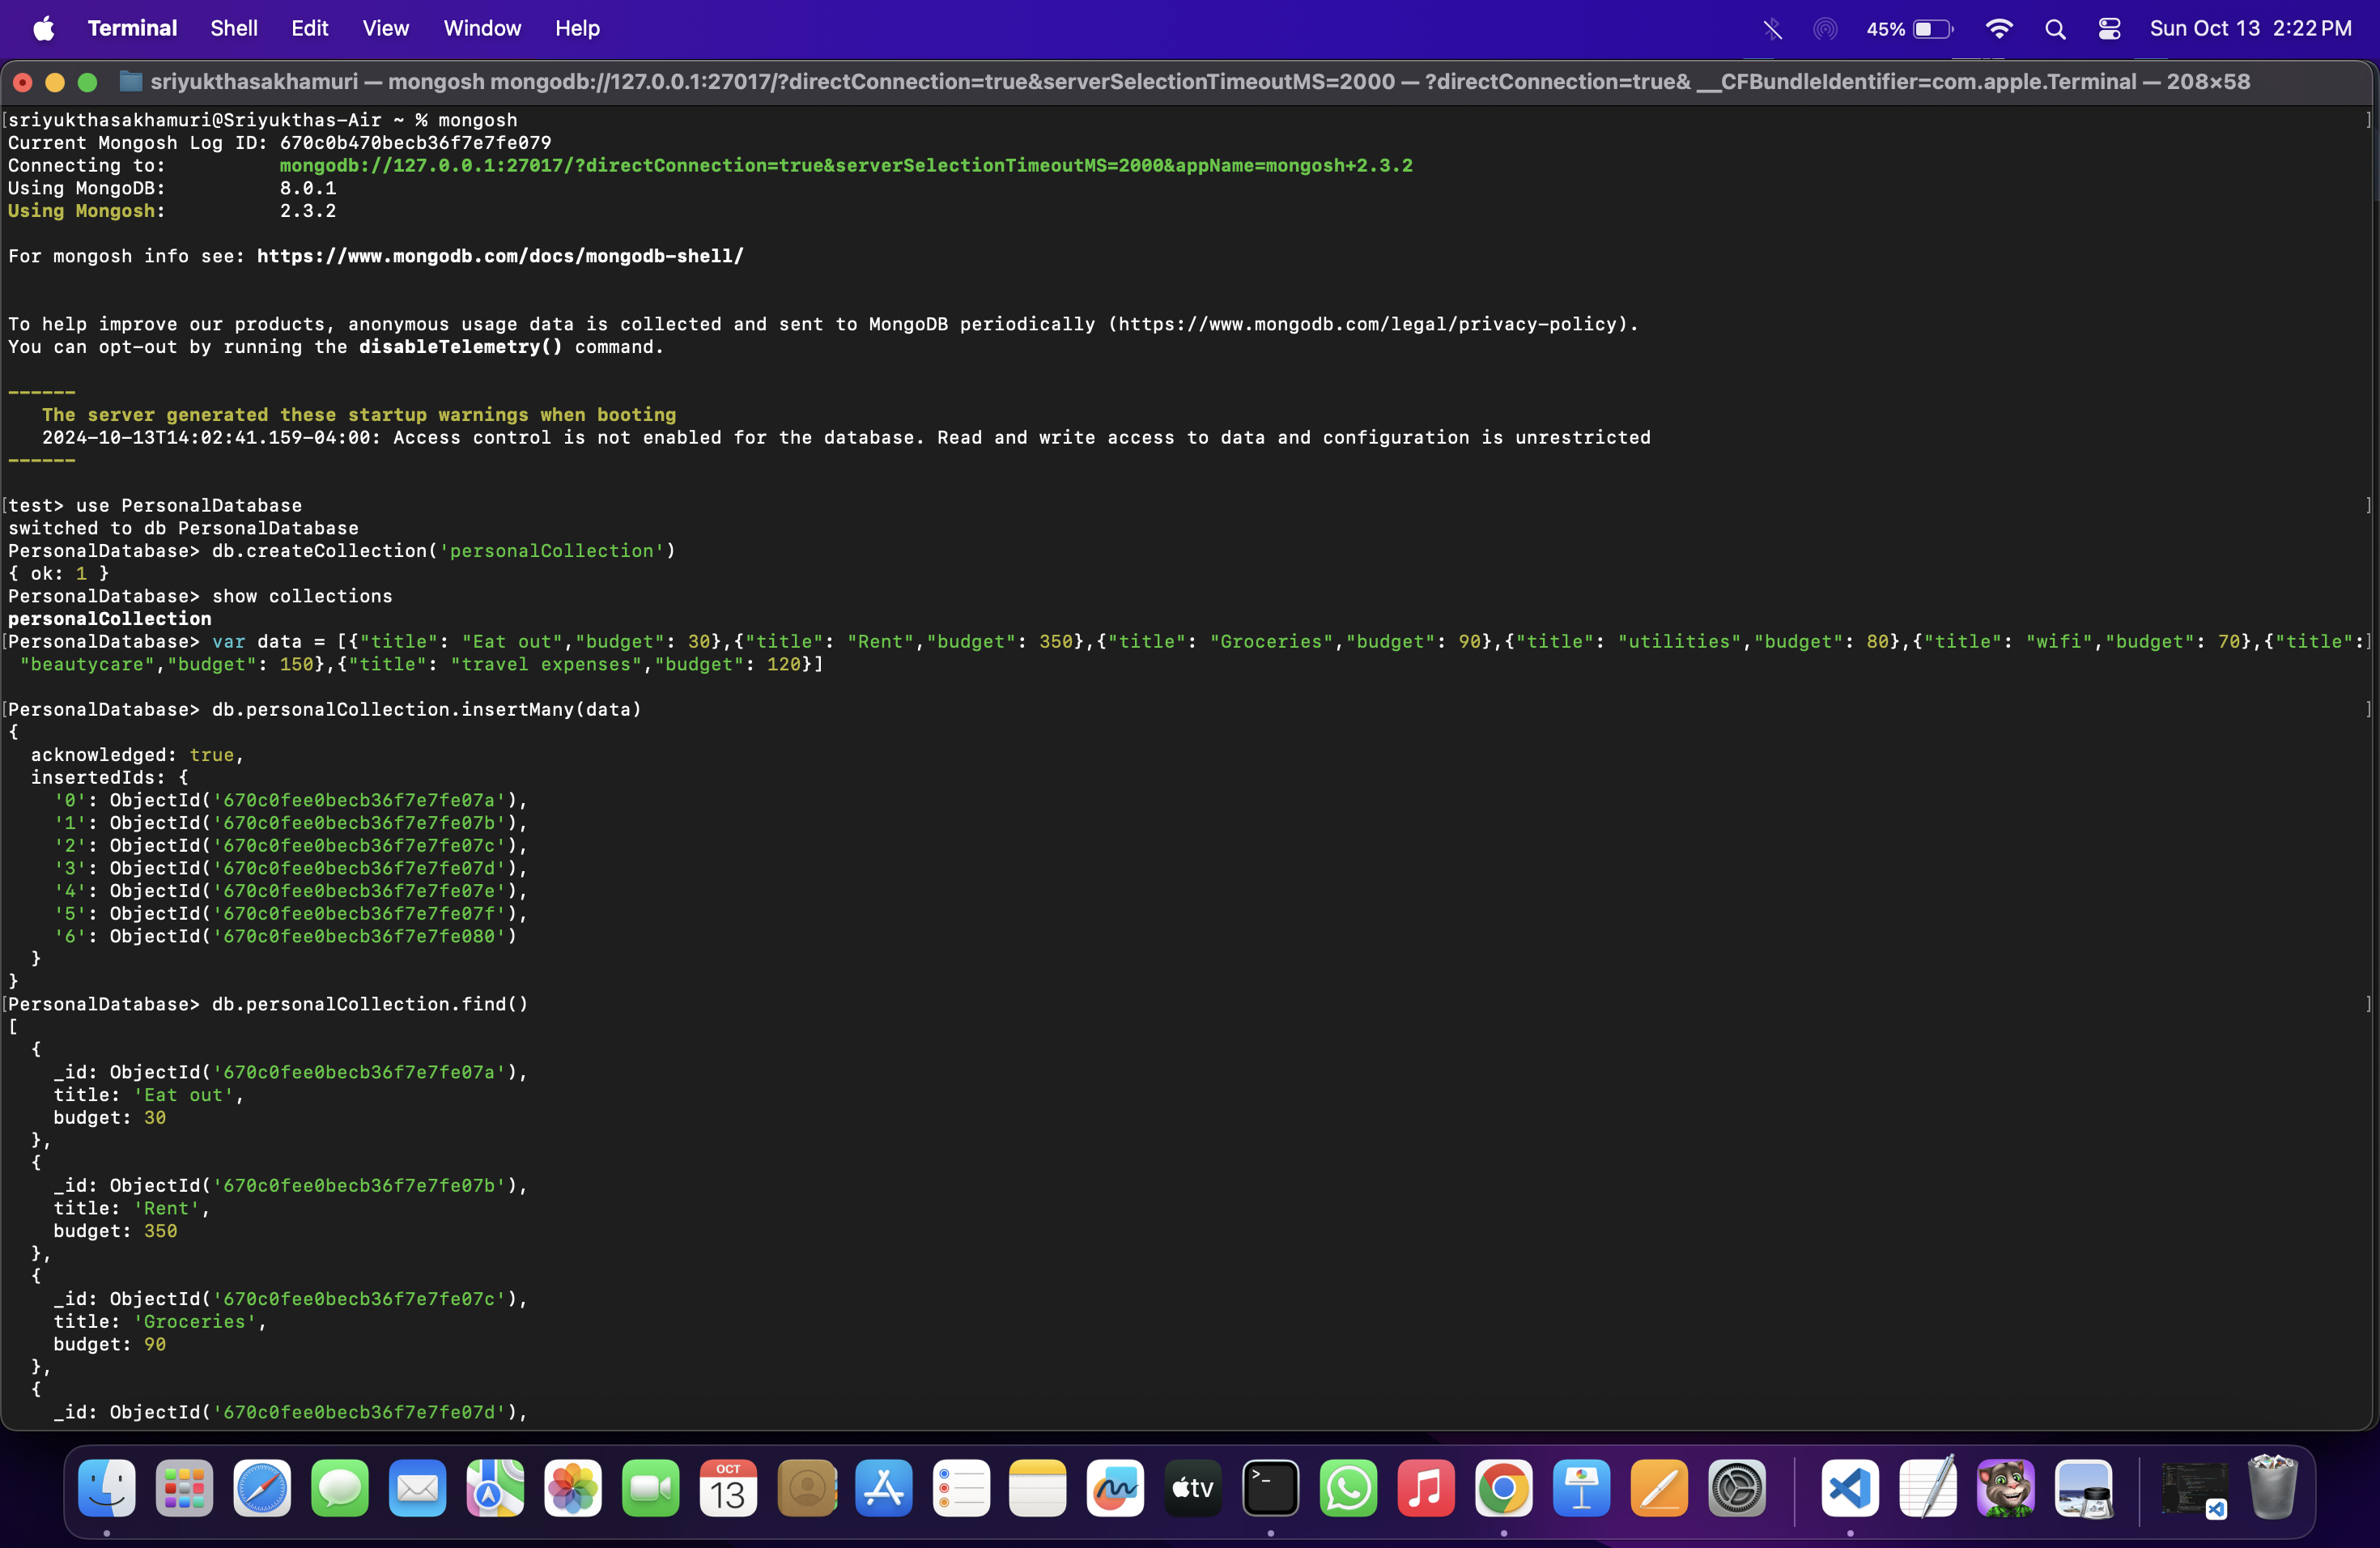 Terminal Shell Edit View Window Help 45% Sun Oct 13 2:22 PM
sriyukthasakhamuri — mongosh mongodb://127.0.0.1:27017/?directConnection=true&serverSelectionTimeoutMS=2000 — ?directConnection=true& __CFBundleIdentifier=com.apple.Terminal — 208×58
[sriyukthasakhamuri@Sriyukthas-Air ~ % mongosh ]
Current Mongosh Log ID: 670c0b470becb36f7e7fe079
Connecting to: mongodb://127.0.0.1:27017/?directConnection=true&serverSelectionTimeoutMS=2000&appName=mongosh+2.3.2
Using MongoDB: 8.0.1
Using Mongosh: 2.3.2
For mongosh info see: https://www.mongodb.com/docs/mongodb-shell/
To help improve our products, anonymous usage data is collected and sent to MongoDB periodically (https://www.mongodb.com/legal/privacy-policy).
You can opt-out by running the disableTelemetry() command.
------
The server generated these startup warnings when booting
2024-10-13T14:02:41.159-04:00: Access control is not enabled for the database. Read and write access to data and configuration is unrestricted
------
[test> use PersonalDatabase ]
switched to db PersonalDatabase
PersonalDatabase> db.createCollection('personalCollection')
{ ok: 1 }
PersonalDatabase> show collections
personalCollection
[PersonalDatabase> var data = [{"title": "Eat out","budget": 30},{"title": "Rent","budget": 350},{"title": "Groceries","budget": 90},{"title": "utilities","budget": 80},{"title": "wifi","budget": 70},{"title":]
"beautycare","budget": 150},{"title": "travel expenses","budget": 120}]
[PersonalDatabase> db.personalCollection.insertMany(data) ]
{
acknowledged: true,
insertedIds: {
'0': ObjectId('670c0fee0becb36f7e7fe07a'),
'1': ObjectId('670c0fee0becb36f7e7fe07b'),
'2': ObjectId('670c0fee0becb36f7e7fe07c'),
'3': ObjectId('670c0fee0becb36f7e7fe07d'),
'4': ObjectId('670c0fee0becb36f7e7fe07e'),
'5': ObjectId('670c0fee0becb36f7e7fe07f'),
'6': ObjectId('670c0fee0becb36f7e7fe080')
}
}
[PersonalDatabase> db.personalCollection.find() ]
[
{
_id: ObjectId('670c0fee0becb36f7e7fe07a'),
title: 'Eat out',
budget: 30
},
{
_id: ObjectId('670c0fee0becb36f7e7fe07b'),
title: 'Rent',
budget: 350
},
{
_id: ObjectId('670c0fee0becb36f7e7fe07c'),
title: 'Groceries',
budget: 90
},
{
_id: ObjectId('670c0fee0becb36f7e7fe07d'),
OCT
13
tv
>_